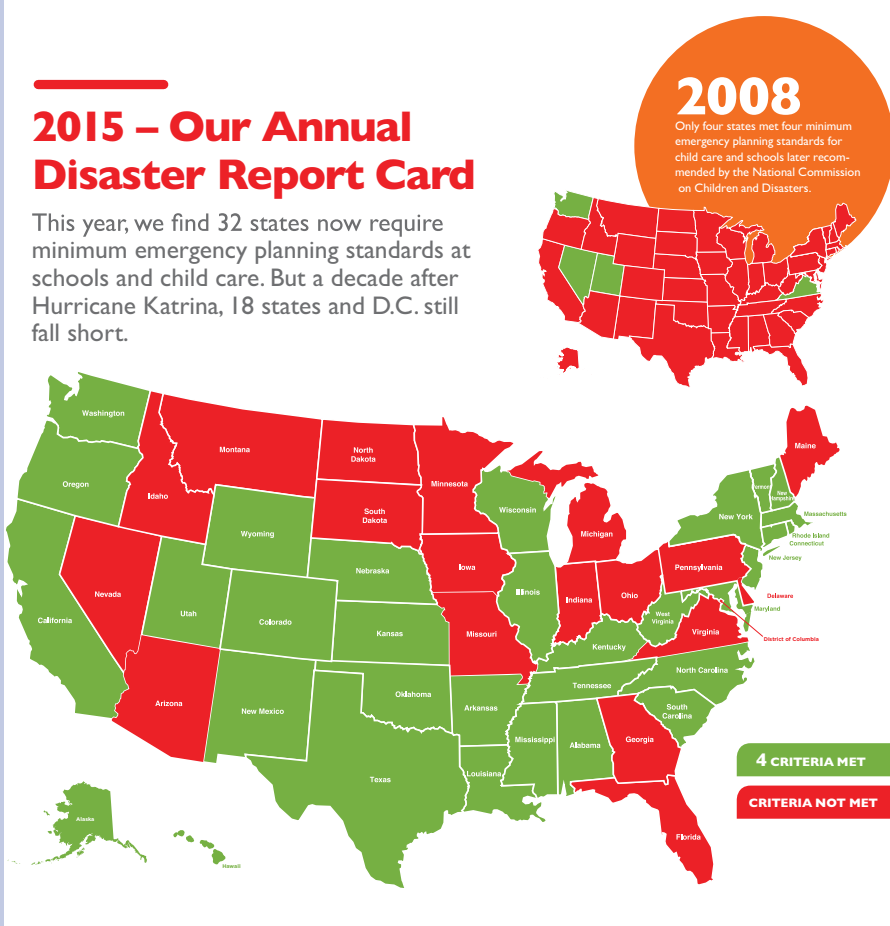 2015 – Our Annual
Disaster Report Card
This year, we find 32 states now require
minimum emergency planning standards at
schools and child care. But a decade after
Hurricane Katrina, 18 states and D.C. still
fall short.
2008
Only four states met four minimum
emergency planning standards for
child care and schools later recom-
mended by the National Commission
on Children and Disasters.
Washington
Oregon
Idaho
Montana
North
Dakota
Minnesota
South
Dakota
Wyoming
Wisconsin
Michigan
Maine
Vermont
New
Hampshire
New York
Massachusetts
Rhode Island
Connecticut
New Jersey
Pennsylvania
Delaware
Maryland
District of Columbia
Nevada
California
Utah
Colorado
Nebraska
Kansas
Iowa
Missouri
Illinois
Indiana
Ohio
West
Virginia
Virginia
Kentucky
North Carolina
Tennessee
South
Carolina
Arizona
New Mexico
Oklahoma
Arkansas
Texas
Louisiana
Mississippi
Alabama
Georgia
Florida
Alaska
Hawaii
4 CRITERIA MET
CRITERIA NOT MET